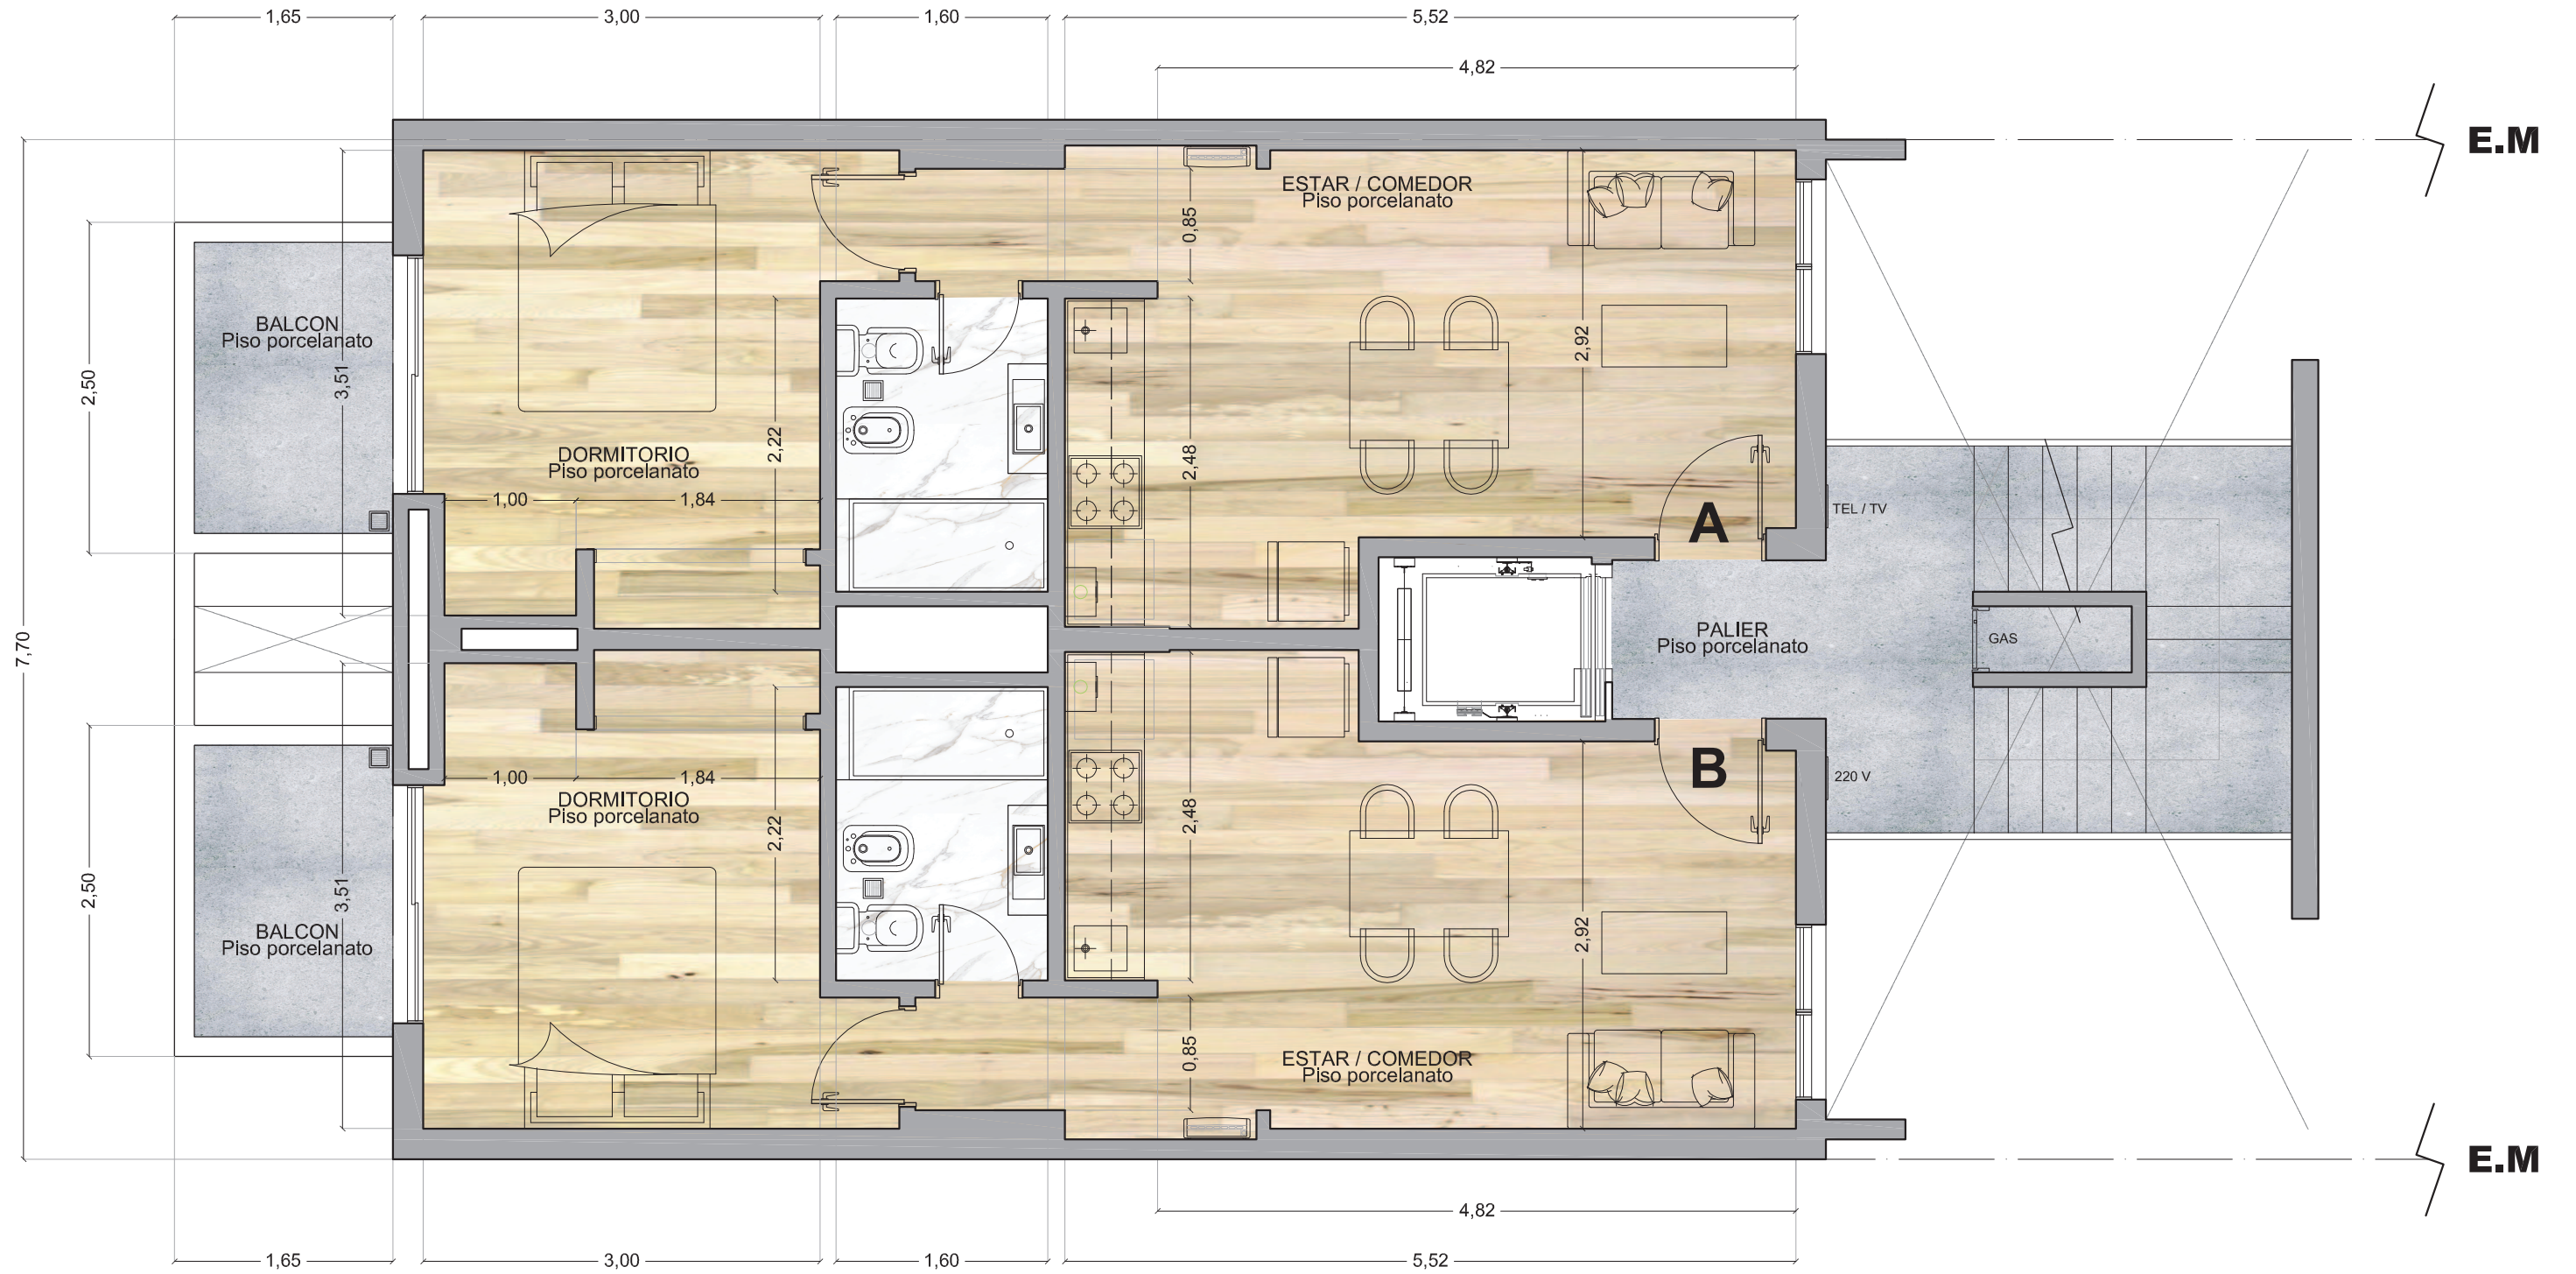 1,65
3,00
1,60
5,52
4,82
E.M
ESTAR / COMEDOR
Piso porcelanato
0,85
BALCON
Piso porcelanato
2,92
2,50
3,51
2,22
DORMITORIO
Piso porcelanato
2,48
1,00
1,84
A
TEL / TV
7,70
PALIER
Piso porcelanato
GAS
1,00
1,84
B
220 V
DORMITORIO
Piso porcelanato
2,48
2,22
2,50
3,51
BALCON
Piso porcelanato
2,92
0,85
ESTAR / COMEDOR
Piso porcelanato
E.M
4,82
1,65
3,00
1,60
5,52